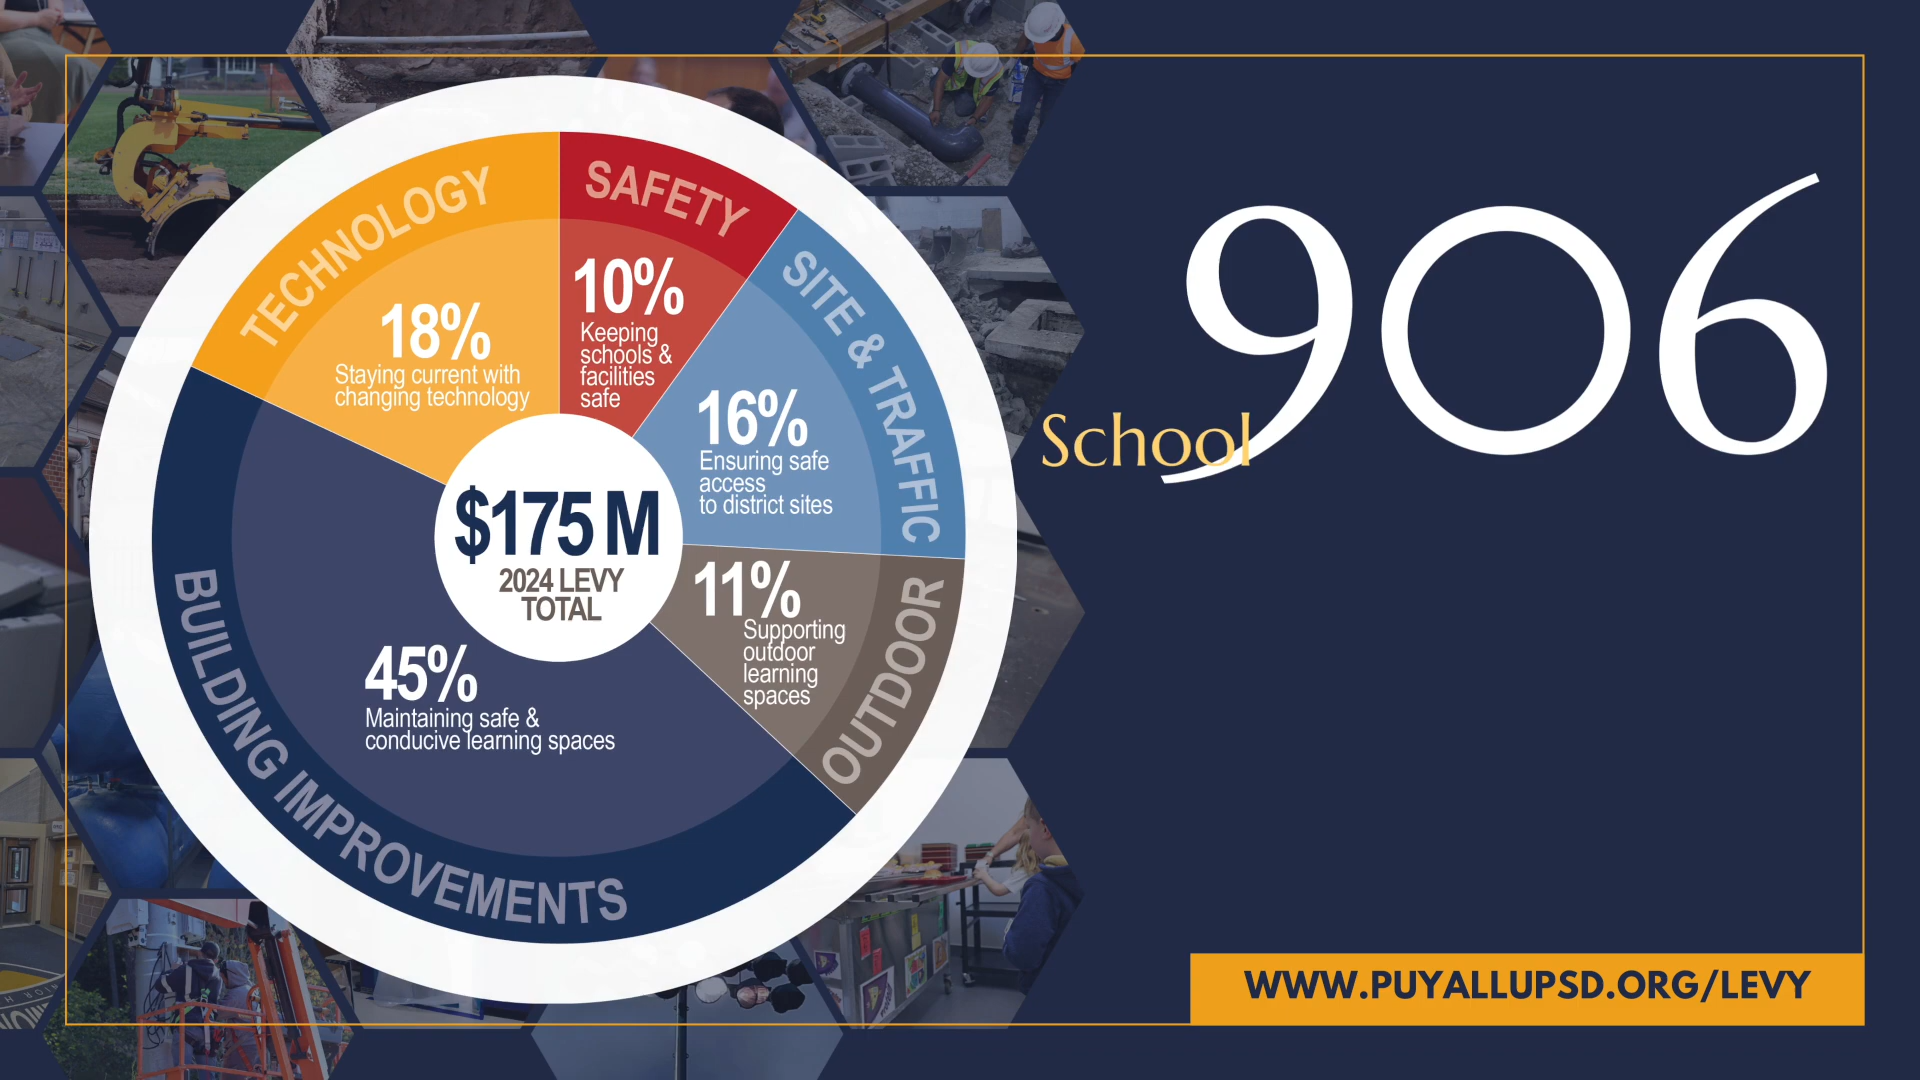 TECHNOLOGY
18%
Staying current with
changing technology
SAFETY
10%
Keeping
schools &
facilities
safe
SITE & TRAFFIC
16%
Ensuring safe
access
to district sites
$175 M
2024 LEVY
TOTAL
11%
Supporting
outdoor
learning
spaces
OUTDOOR
45%
Maintaining safe &
conducive learning spaces
BUILDING IMPROVEMENTS
906
School
WWW.PUYALLUPSD.ORG/LEVY